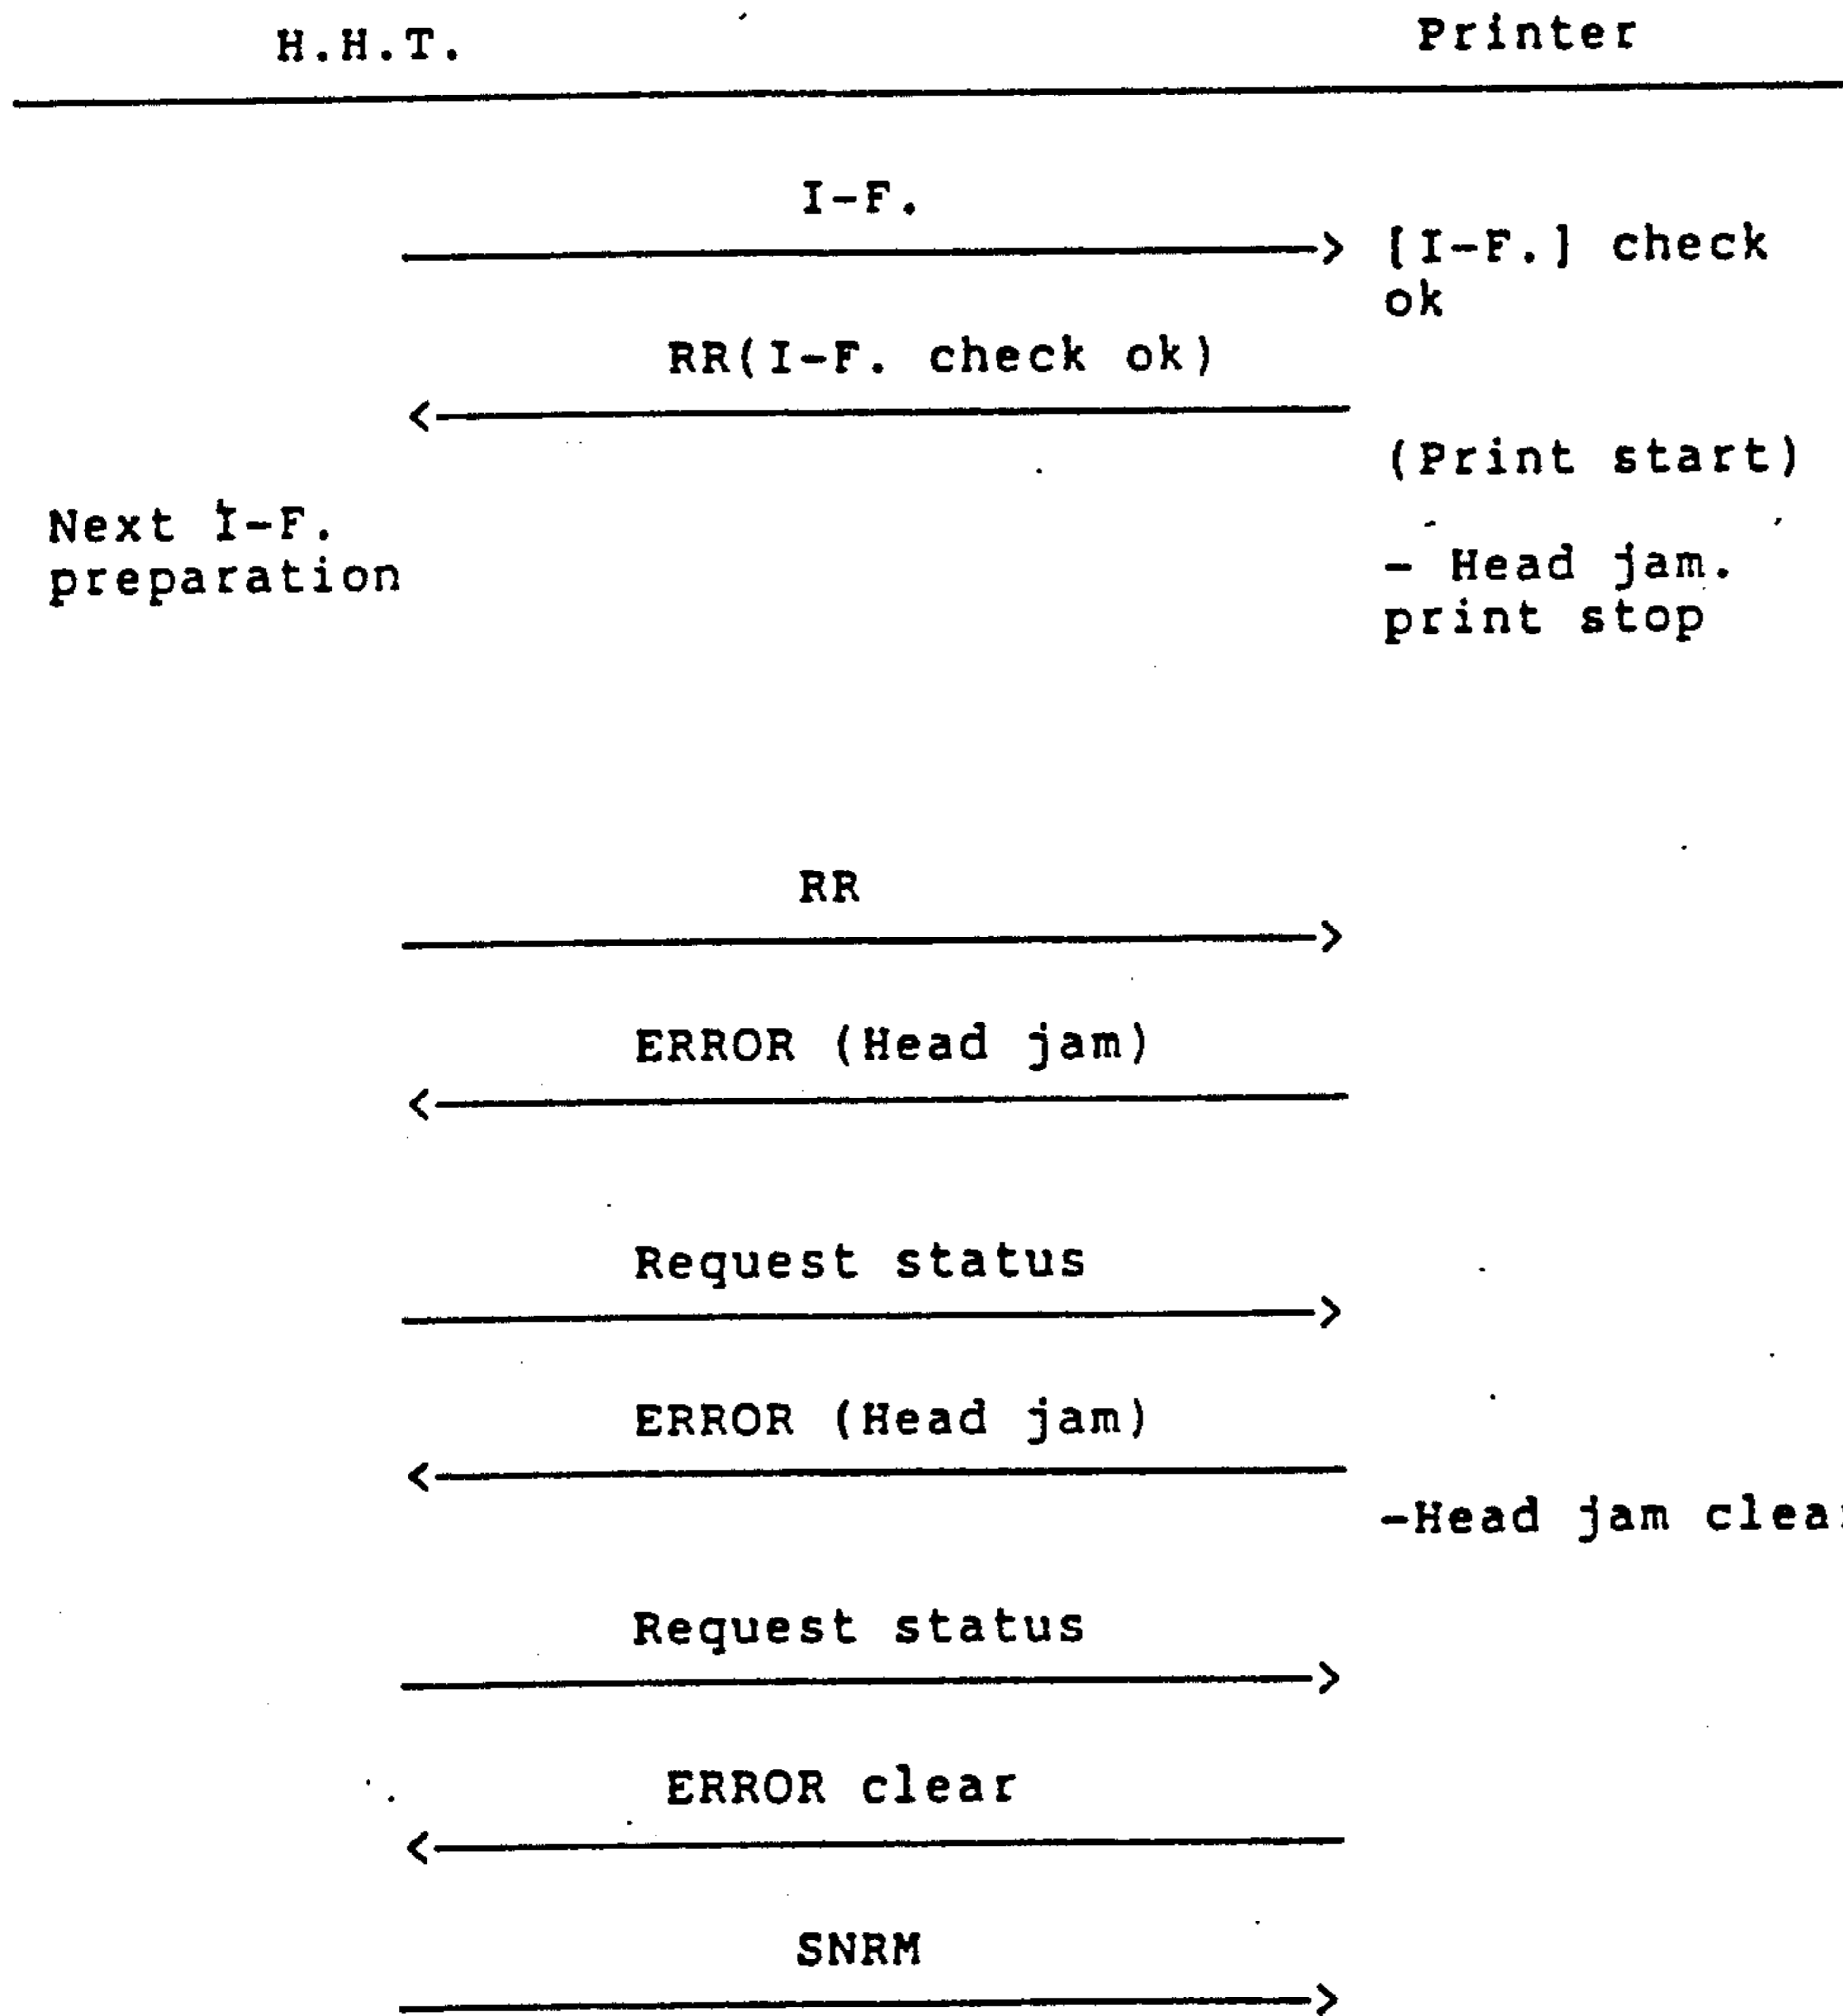 H.H.T. Printer
I-F.
[I-F.] check
ok
RR(I-F. check ok)
(Print start)
Next I-F.
preparation
- Head jam.
print stop
RR
ERROR (Head jam)
Request status
ERROR (Head jam)
-Head jam clear
Request status
ERROR clear
SNRM